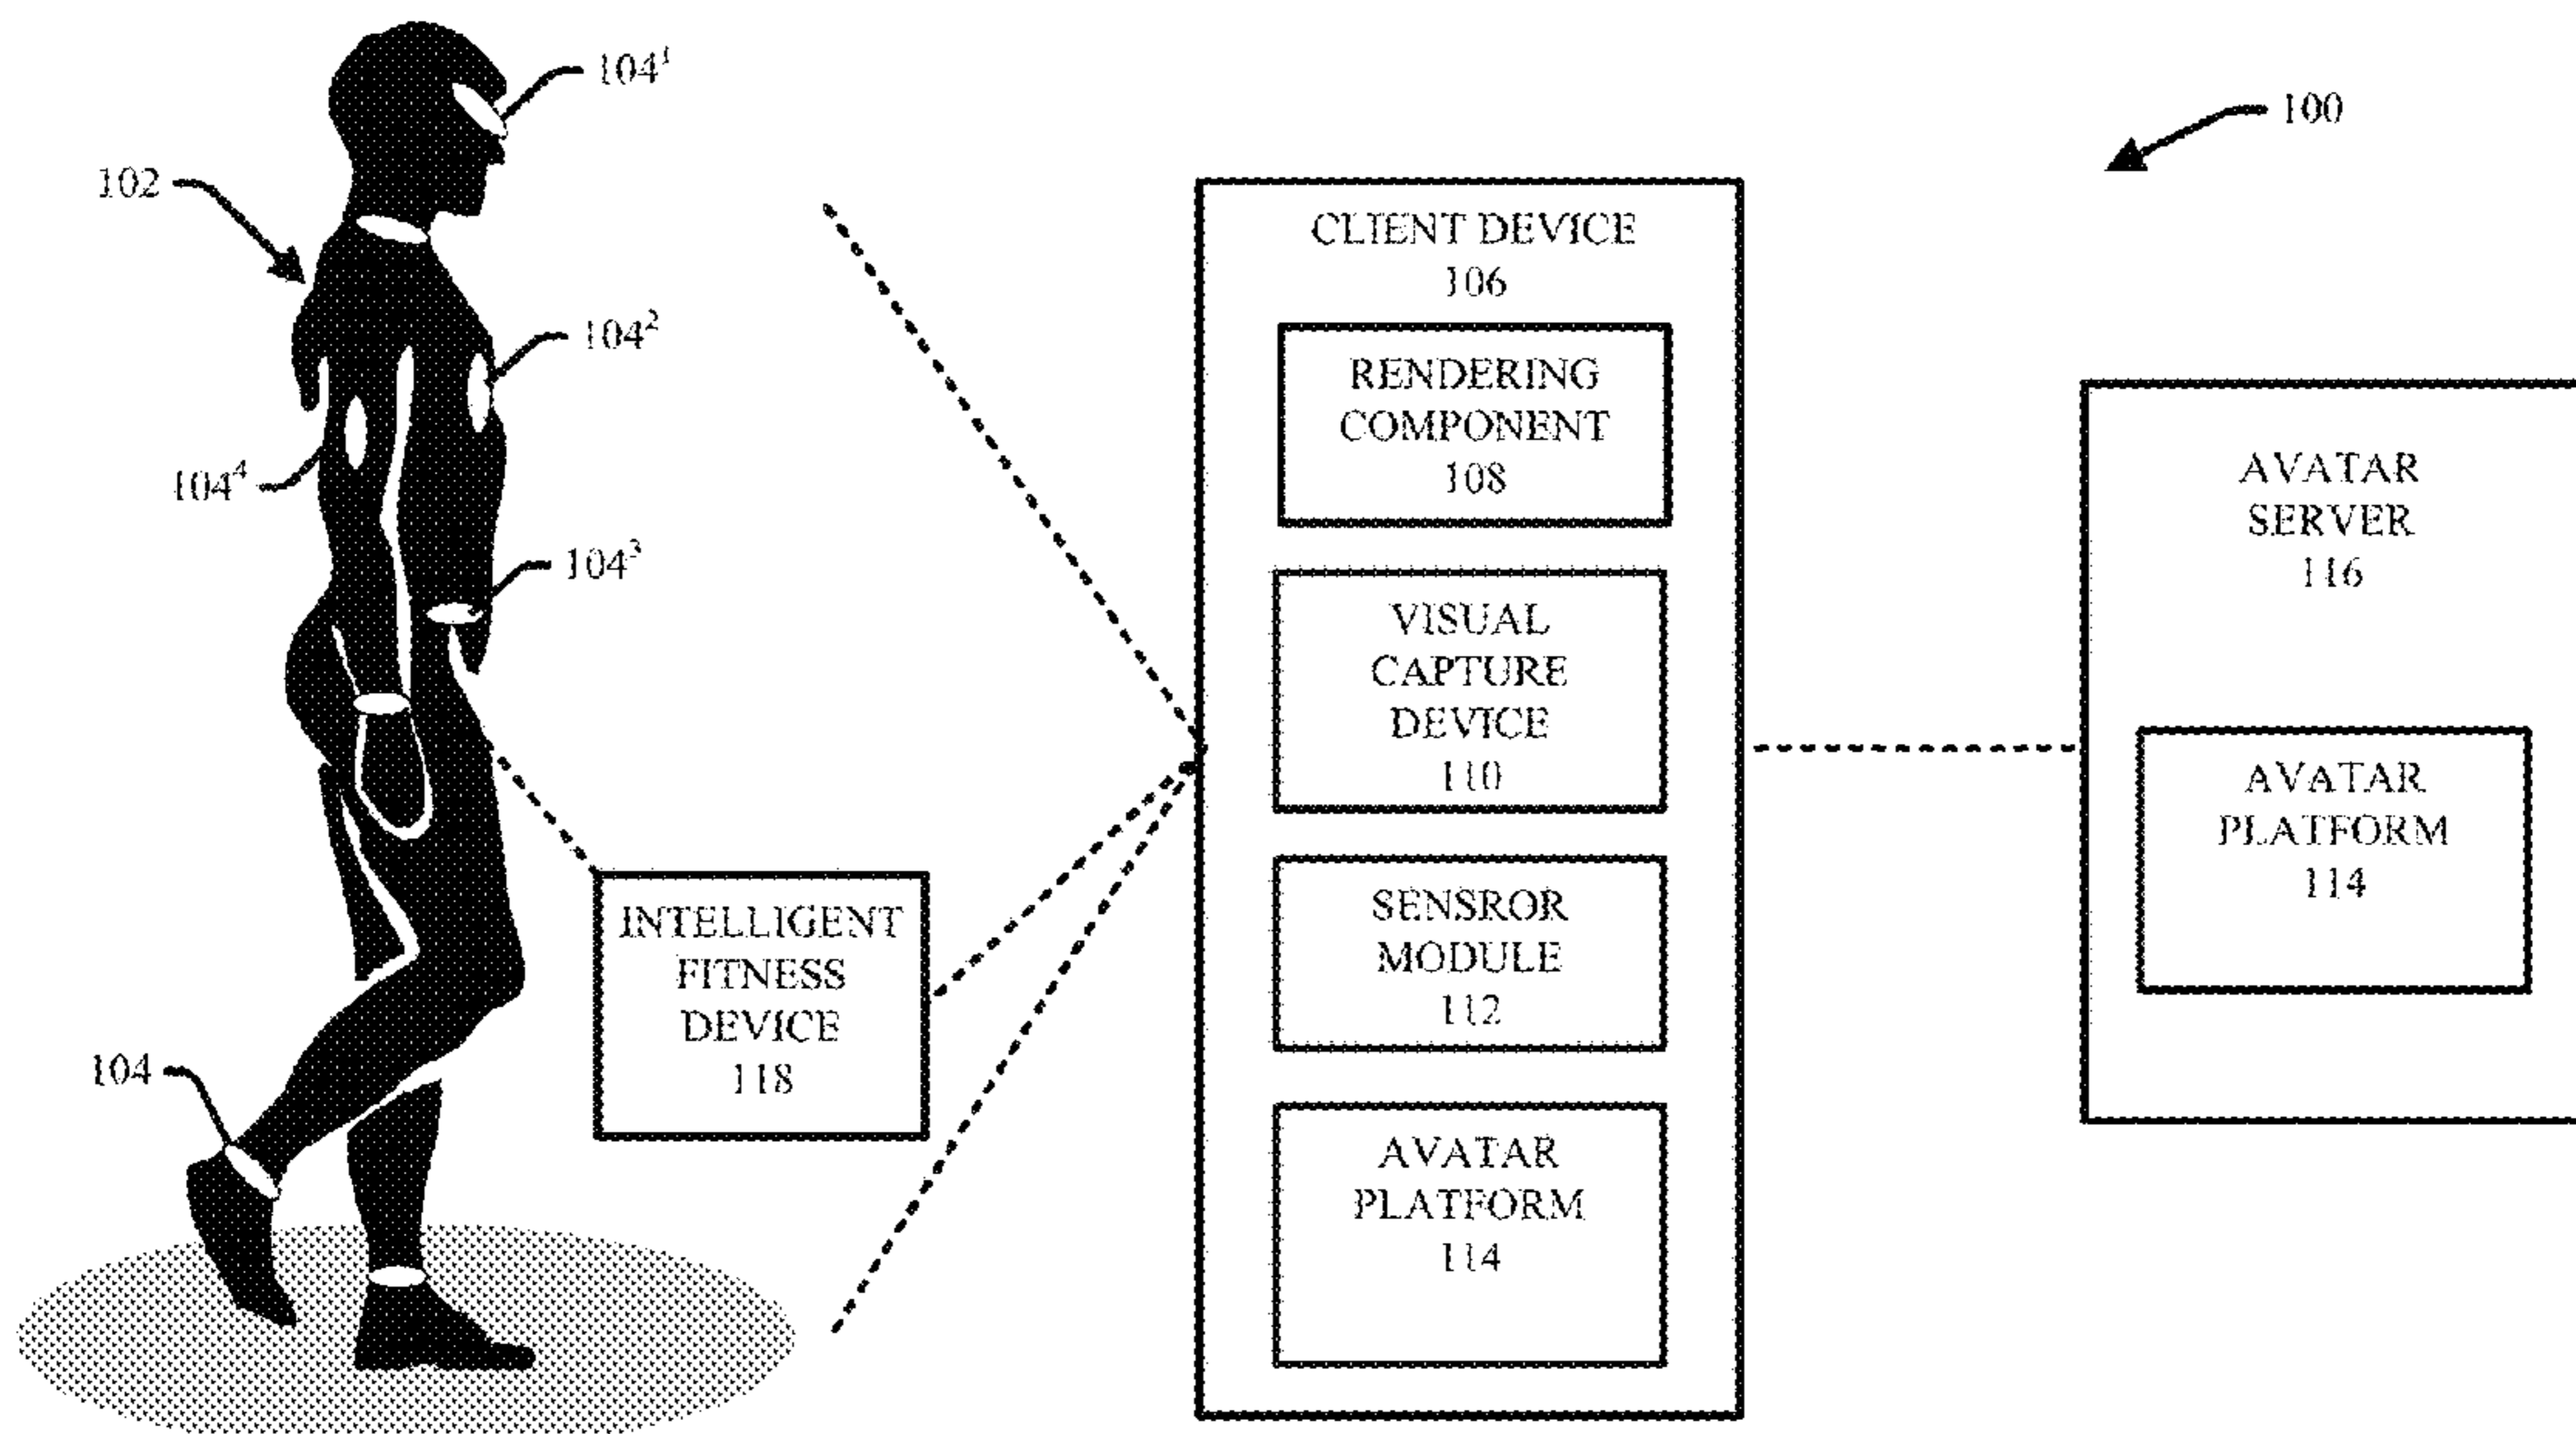 104¹
100
102
CLIENT DEVICE
106
104²
RENDERING
COMPONENT
108
104⁴
AVATAR
SERVER
116
104³
VISUAL
CAPTURE
DEVICE
110
AVATAR
PLATFORM
114
INTELLIGENT
FITNESS
DEVICE
118
SENSROR
MODULE
112
104
AVATAR
PLATFORM
114